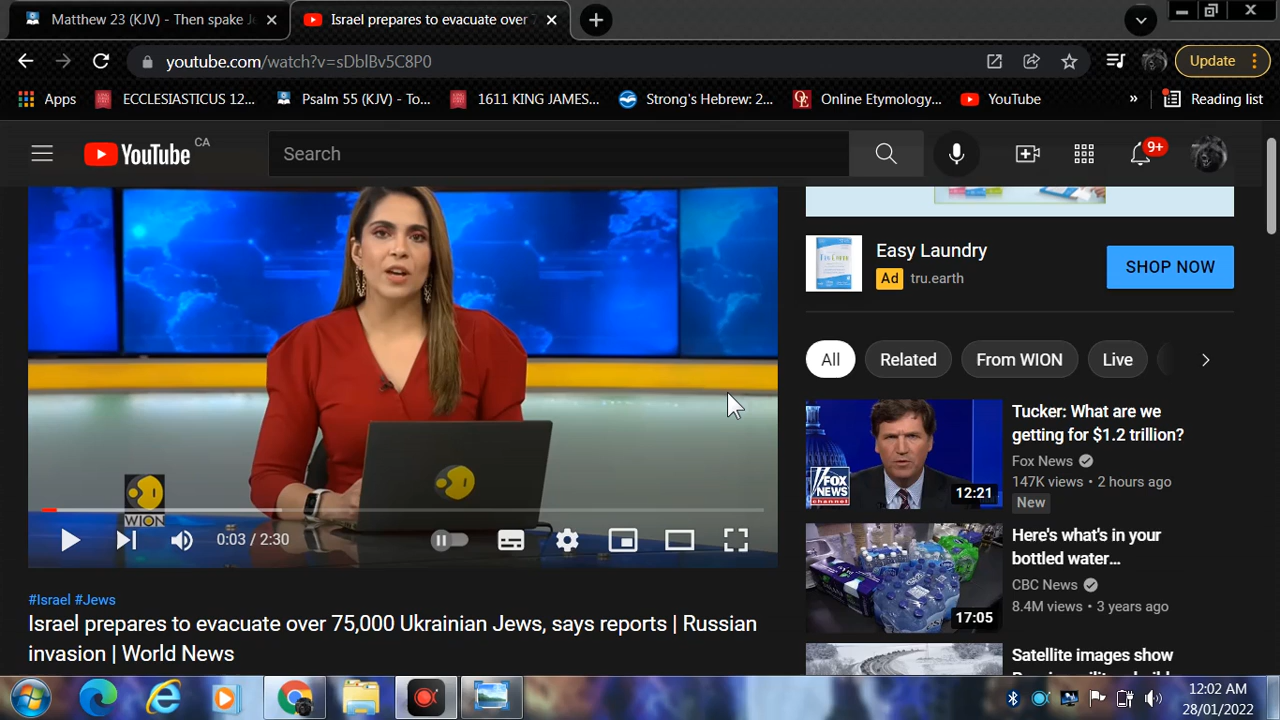 Matthew 23 (KJV) - Then spake Je
Israel prepares to evacuate over 7
youtube.com/watch?v=sDblBv5C8P0
Update
Apps
ECCLESIASTICUS 12...
Psalm 55 (KJV) - To...
1611 KING JAMES...
Strong's Hebrew: 2...
Online Etymology...
YouTube
»
Reading list
YouTube CA
Search
9+
Easy Laundry
Ad tru.earth
SHOP NOW
All
Related
From WION
Live
WION
0:03 / 2:30
#Israel #Jews
Israel prepares to evacuate over 75,000 Ukrainian Jews, says reports | Russian
invasion | World News
FOX
NEWS
channel
12:21
Tucker: What are we
getting for $1.2 trillion?
Fox News
147K views • 2 hours ago
New
17:05
Here's what's in your
bottled water...
CBC News
8.4M views • 3 years ago
Satellite images show
12:02 AM
28/01/2022